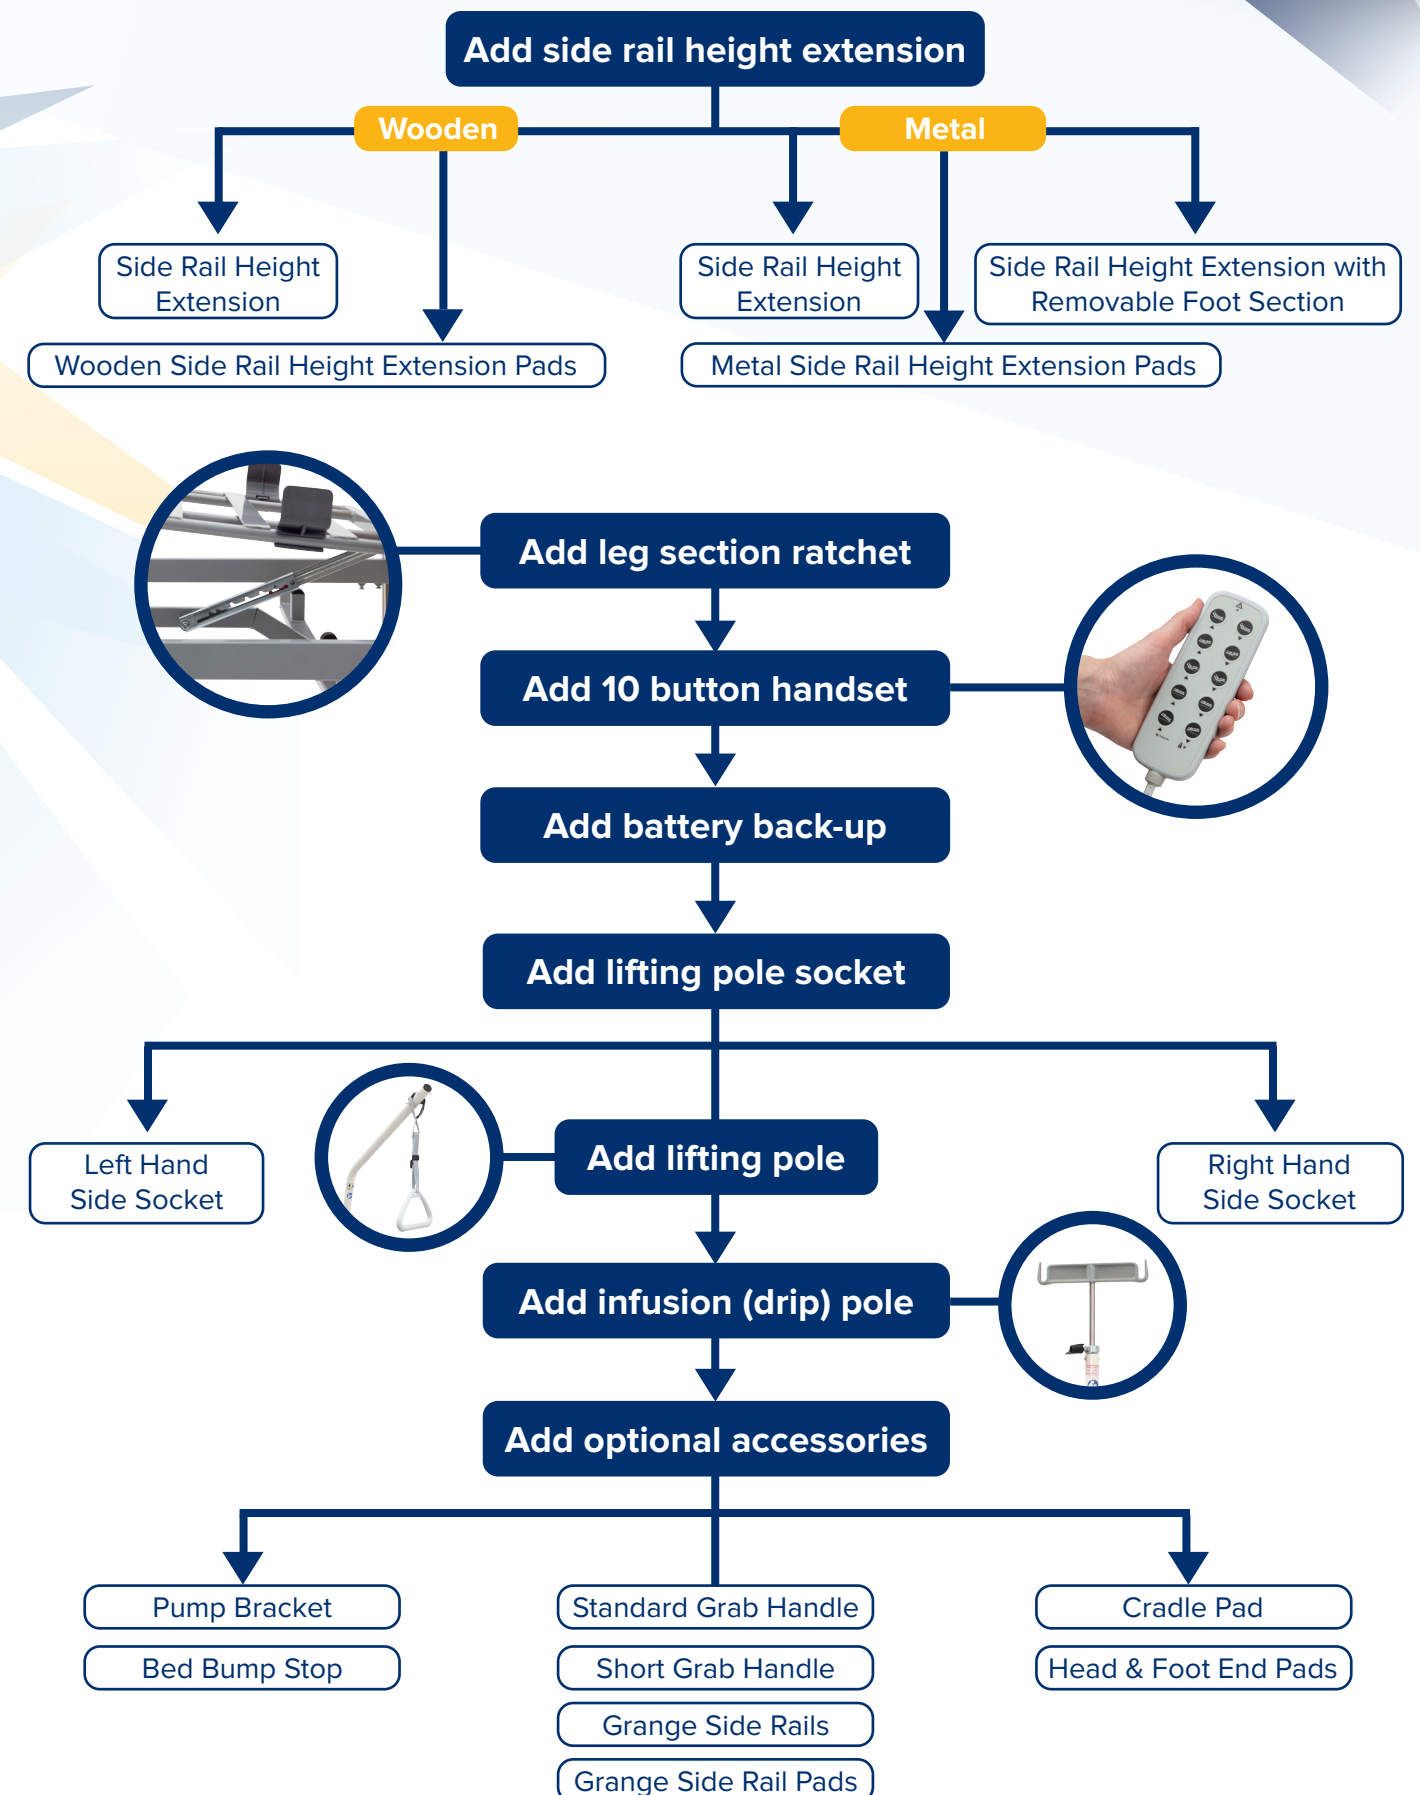 Add side rail height extension
Wooden
Metal
Side Rail Height
Extension
Side Rail Height
Extension
Side Rail Height Extension with
Removable Foot Section
Wooden Side Rail Height Extension Pads
Metal Side Rail Height Extension Pads
Add leg section ratchet
Add 10 button handset
Add battery back-up
Add lifting pole socket
Left Hand
Side Socket
Add lifting pole
Right Hand
Side Socket
Add infusion (drip) pole
Add optional accessories
Pump Bracket
Bed Bump Stop
Standard Grab Handle
Short Grab Handle
Grange Side Rails
Grange Side Rail Pads
Cradle Pad
Head & Foot End Pads